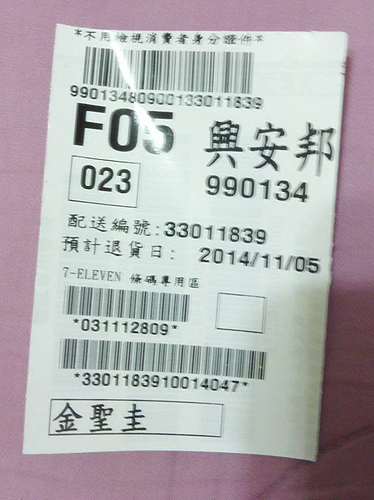 *不用檢視消費者身分證件*
9901348090013301 1839
F05 興安邦
023 990134
配送編號:33011839
預計退貨日: 2014/11/05
7-ELEVEN 條碼專用區
*031112809*
*3301183910014047*
金聖圭